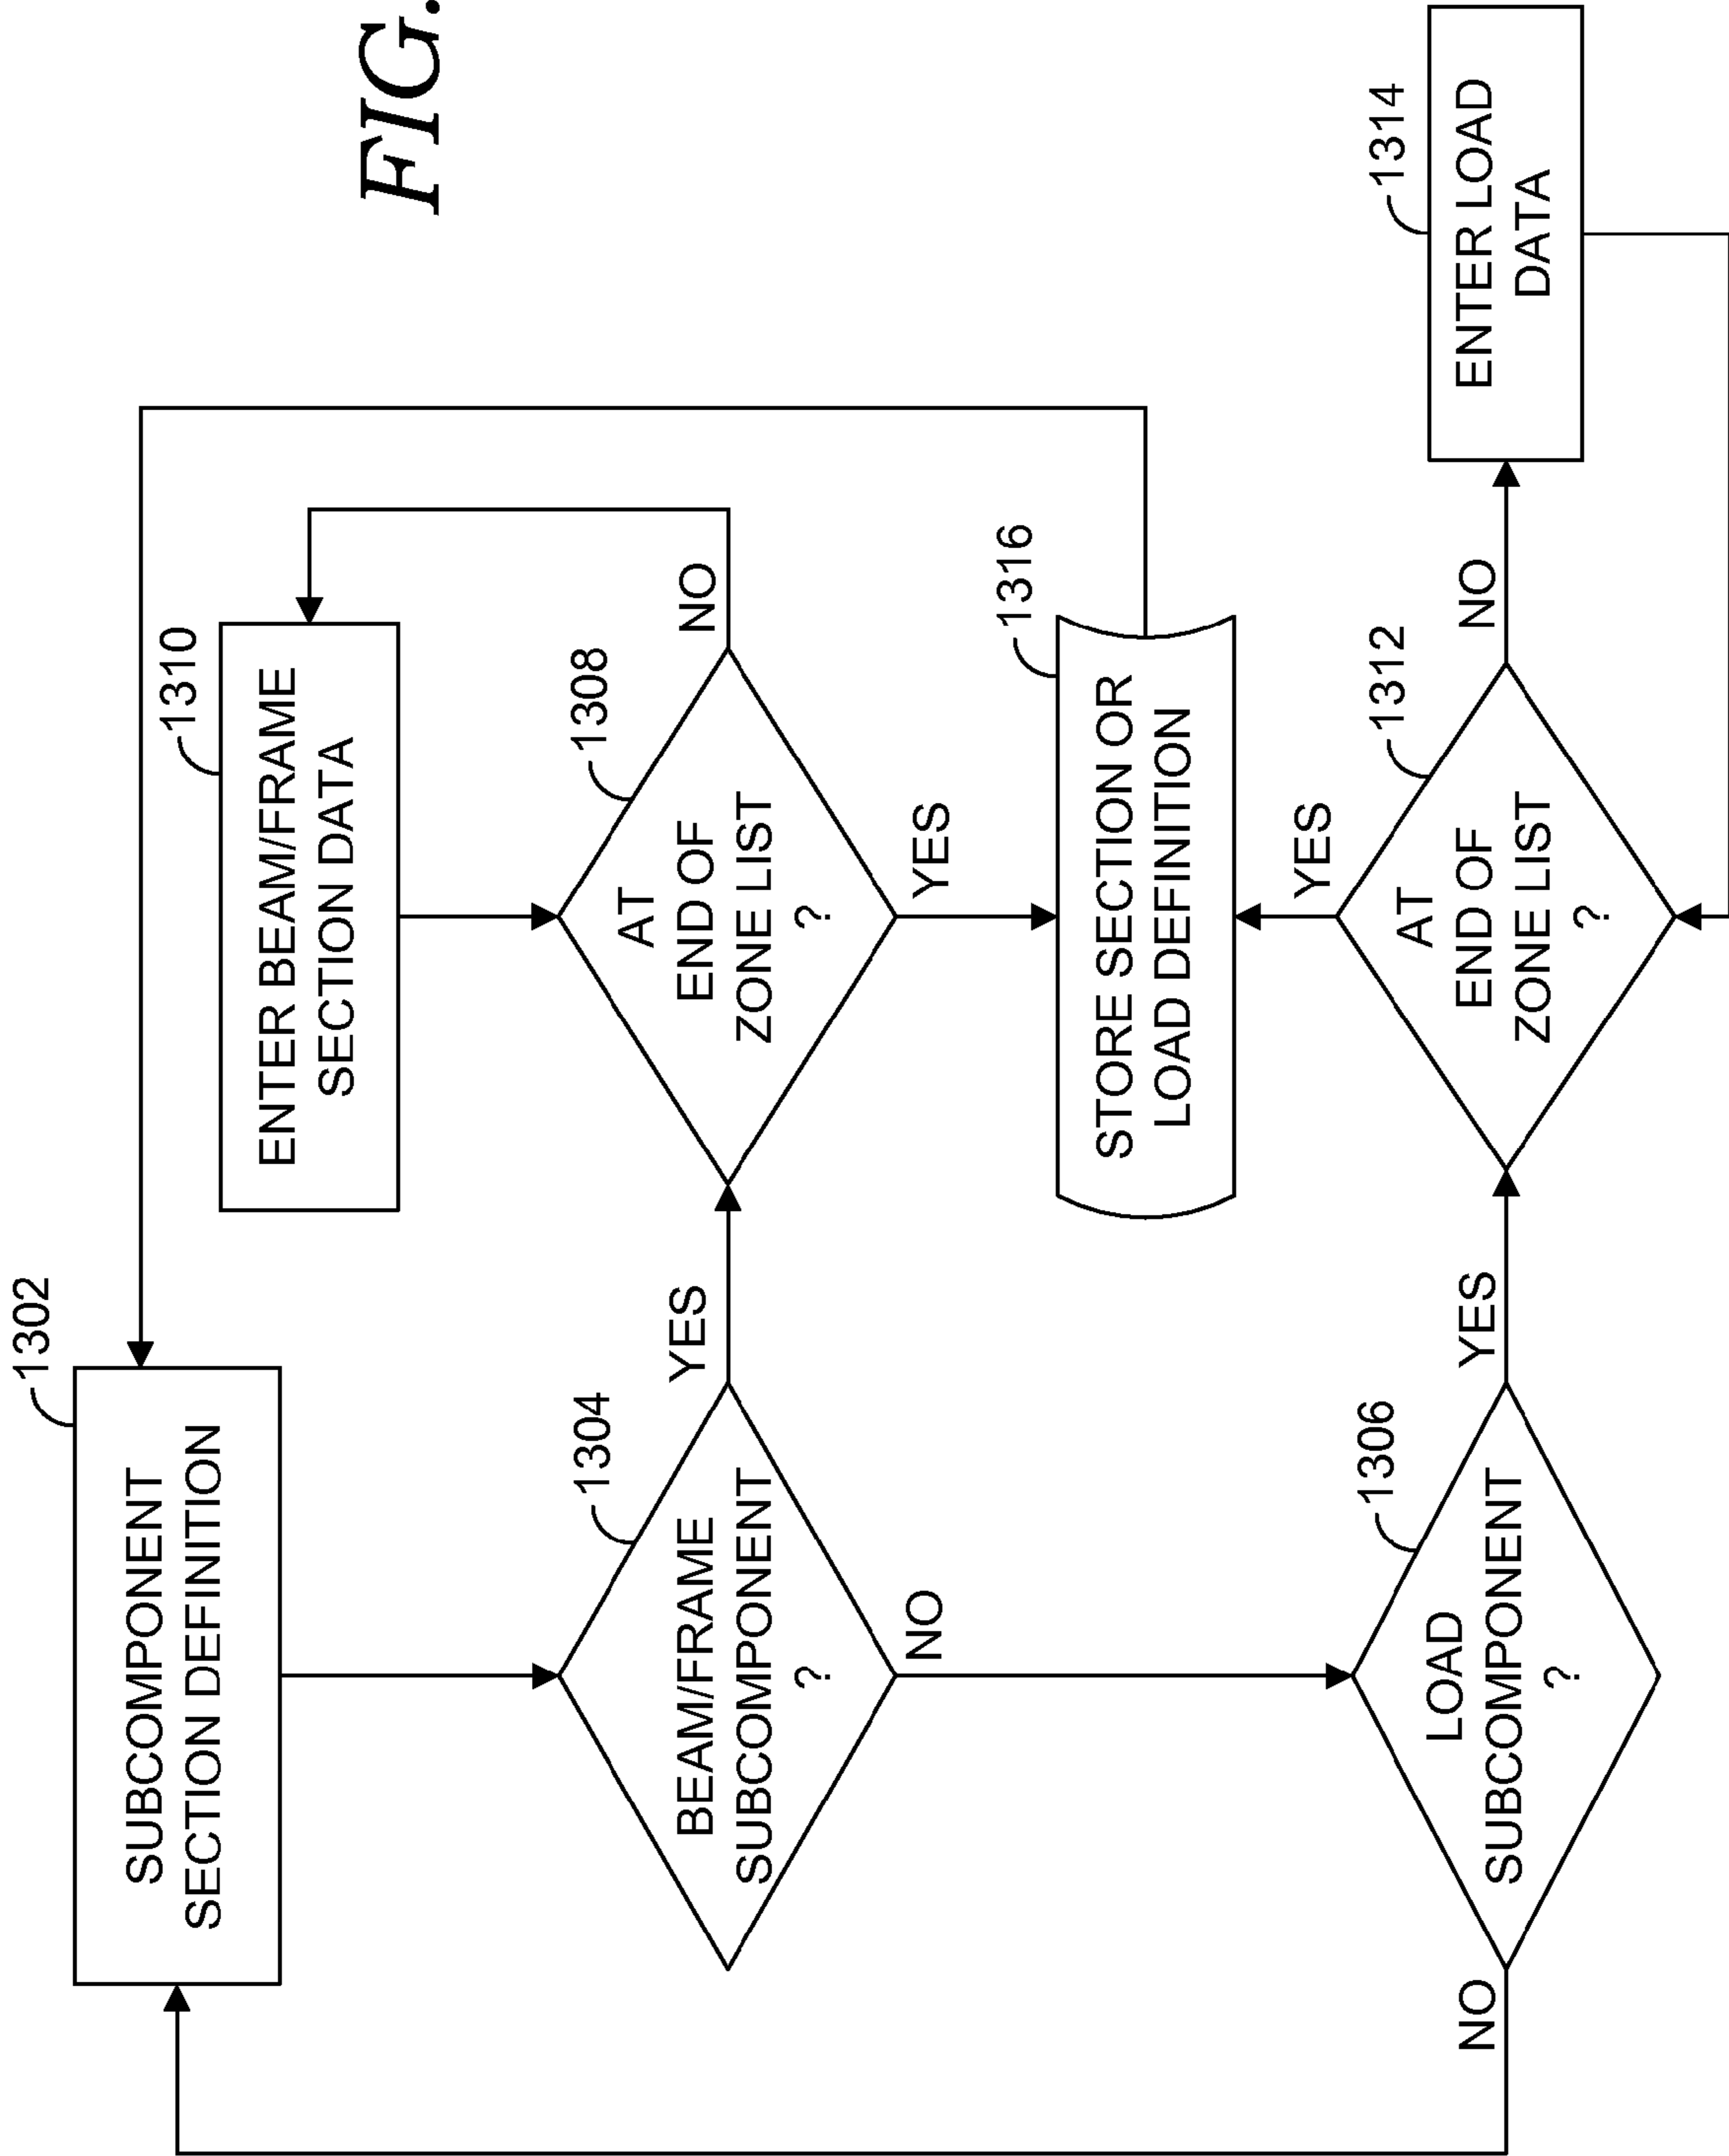 FIG.
1302
SUBCOMPONENT
SECTION DEFINITION
1310
ENTER BEAM/FRAME
SECTION DATA
1304
BEAM/FRAME
SUBCOMPONENT
?
YES
NO
1308
AT
END OF
ZONE LIST
?
NO
YES
1316
STORE SECTION OR
LOAD DEFINITION
1306
LOAD
SUBCOMPONENT
?
NO
YES
YES
1312
AT
END OF
ZONE LIST
?
NO
1314
ENTER LOAD
DATA